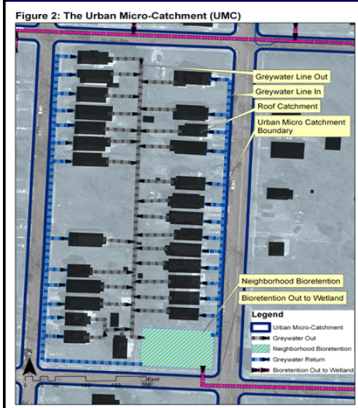 Figure 2: The Urban Micro-Catchment (UMC)
Greywater Line Out
Greywater Line In
Roof Catchment
Urban Micro Catchment
Boundary
Neighborhood Bioretention
Bioretention Out to Wetland
Legend
Urban Micro-Catchment
Greywater Out
Neighborhood Bioretention
Greywater Return
Bioretention Out to Wetland
Feet